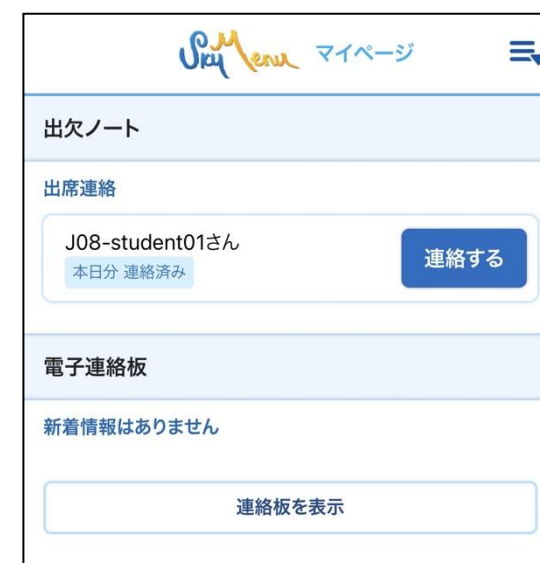 SkyMenu マイページ
出欠ノート
出席連絡
J08-student01さん
本日分 連絡済み
連絡する
電子連絡板
新着情報はありません
連絡板を表示